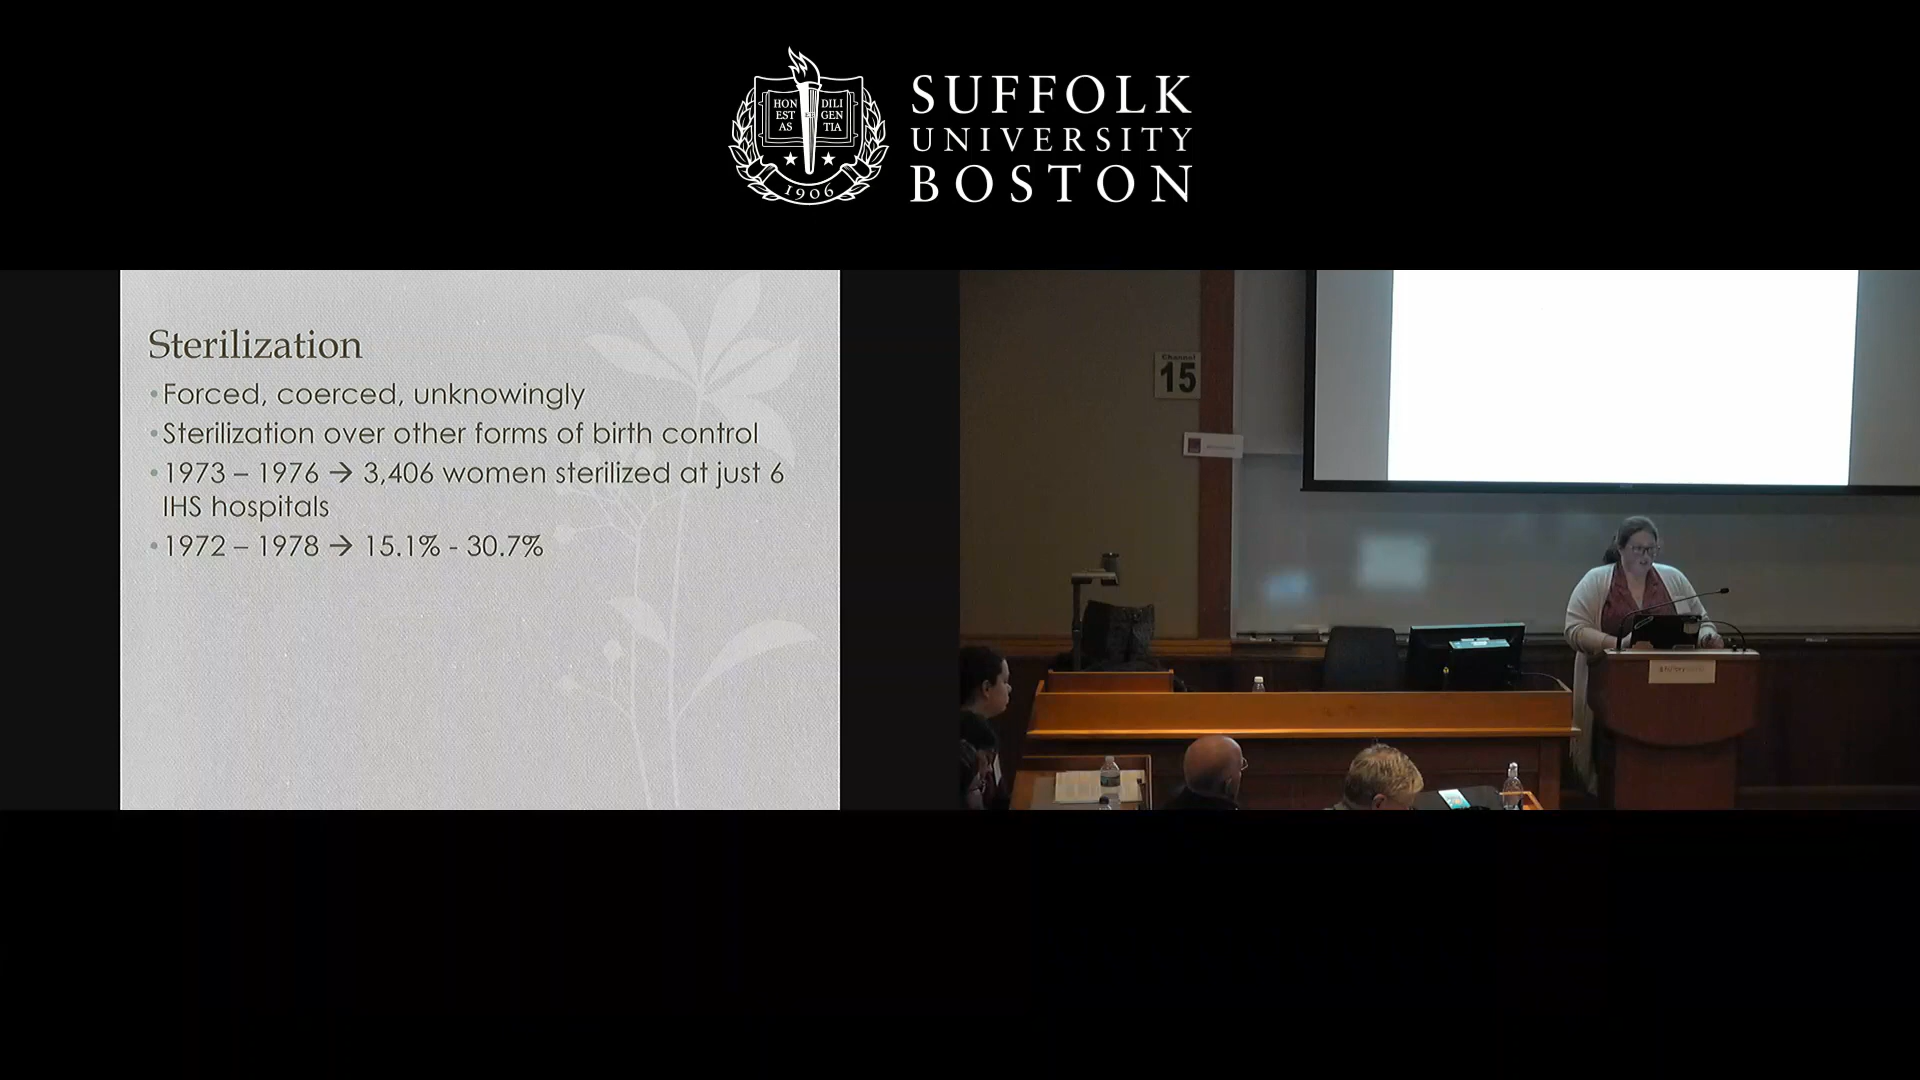 HON
EST
AS
ET
DILI
GEN
TIA
1906
SUFFOLK
UNIVERSITY
BOSTON
Sterilization
•Forced, coerced, unknowingly
•Sterilization over other forms of birth control
•1973 – 1976 → 3,406 women sterilized at just 6
IHS hospitals
•1972 – 1978 → 15.1% - 30.7%
Channel
15